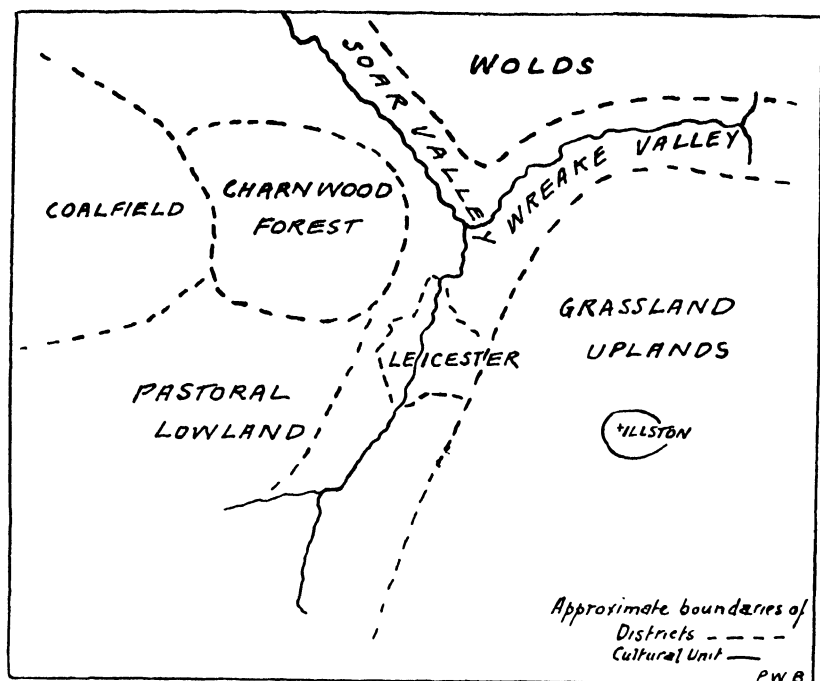 WOLDS
SOAR VALLEY
WREAKE VALLEY
CHARNWOOD
FOREST
COALFIELD
GRASSLAND
UPLANDS
LEICESTER
PASTORAL
LOWLAND
ILLSTON
Approximate boundaries of
Districts
Cultural Unit
P W B